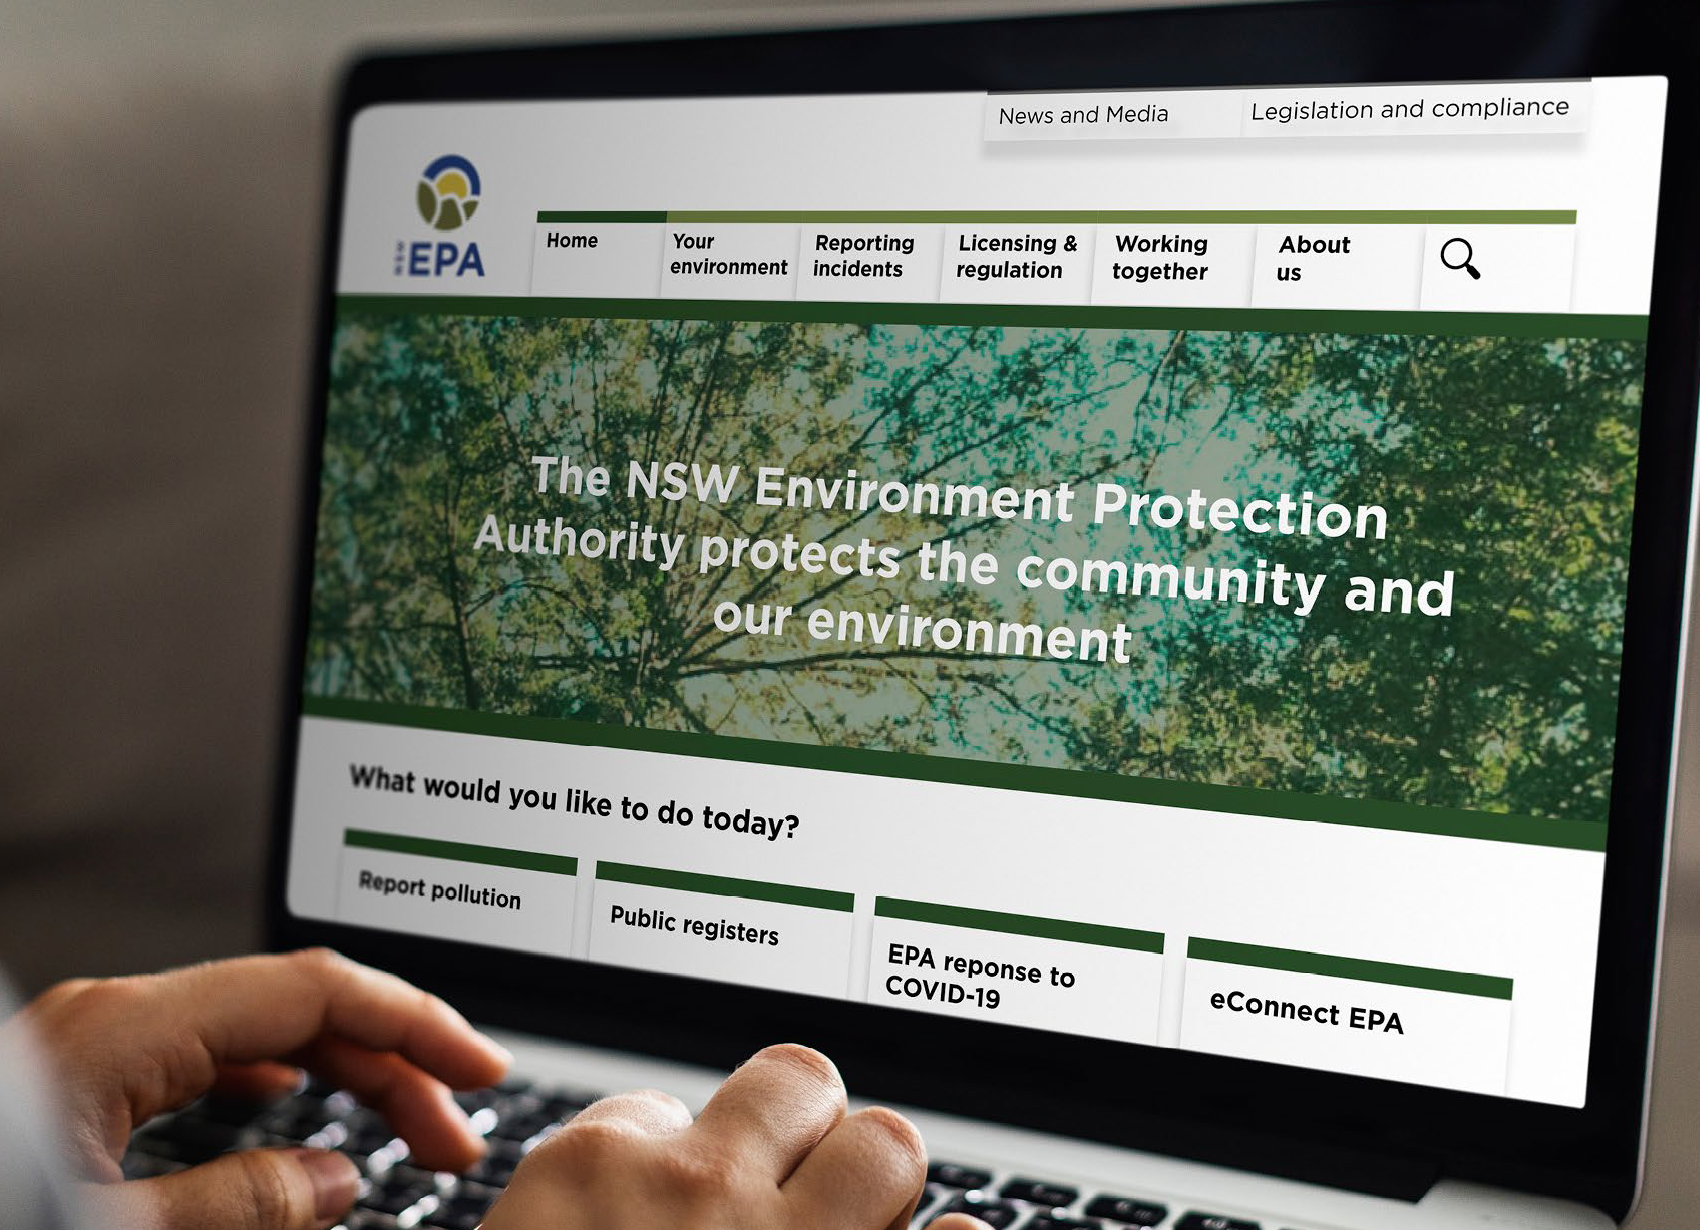 News and Media
Legislation and compliance
NSW
EPA
Home
Your
environment
Reporting
incidents
Licensing &
regulation
Working
together
About
us
The NSW Environment Protection
Authority protects the community and
our environment
What would you like to do today?
Report pollution
Public registers
EPA reponse to
COVID-19
eConnect EPA